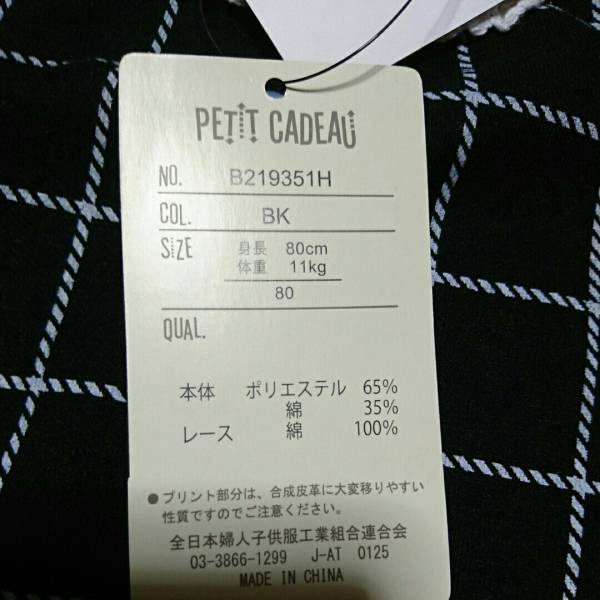 PETIT CADEAU
NO. B219351H
COL. BK
SIZE 身長 80cm
体重 11kg
80
QUAL.
本体 ポリエステル 65%
綿 35%
レース 綿 100%
●プリント部分は、合成皮革に大変移りやすい
性質ですのでご注意ください。
全日本婦人子供服工業組合連合会
03-3866-1299 J-AT 0125
MADE IN CHINA